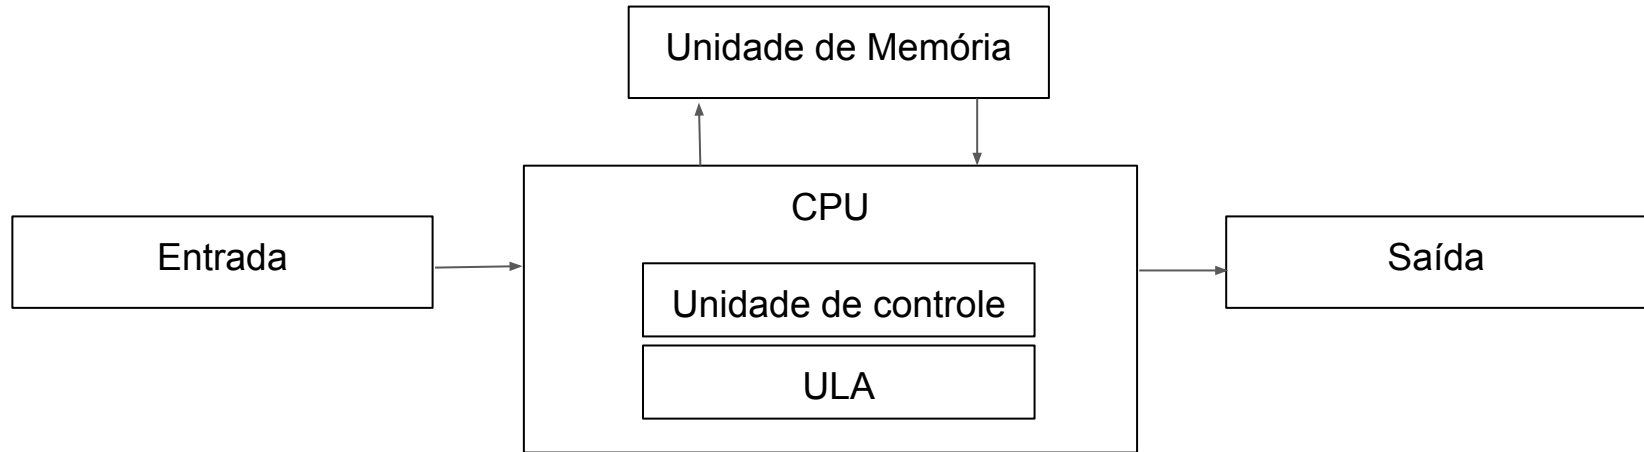 Unidade de Memória
CPU
Entrada
Saída
Unidade de controle
ULA